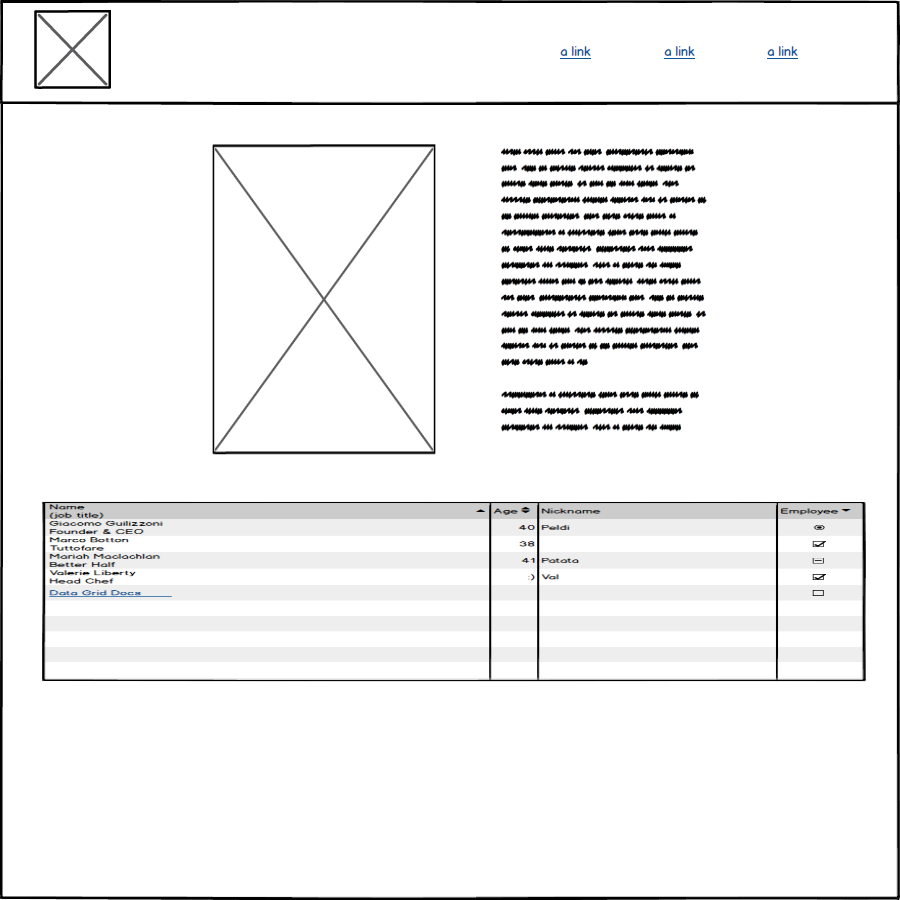 a link a link a link
Name
(job title) Age Nickname Employee
Giacomo Guilizzoni
Founder & CEO 40 Peldi
Marco Botton
Tuttofare 38
Mariah Maclachlan
Better Half 41 Patata
Valerie Liberty
Head Chef :) Val
Data Grid Docs